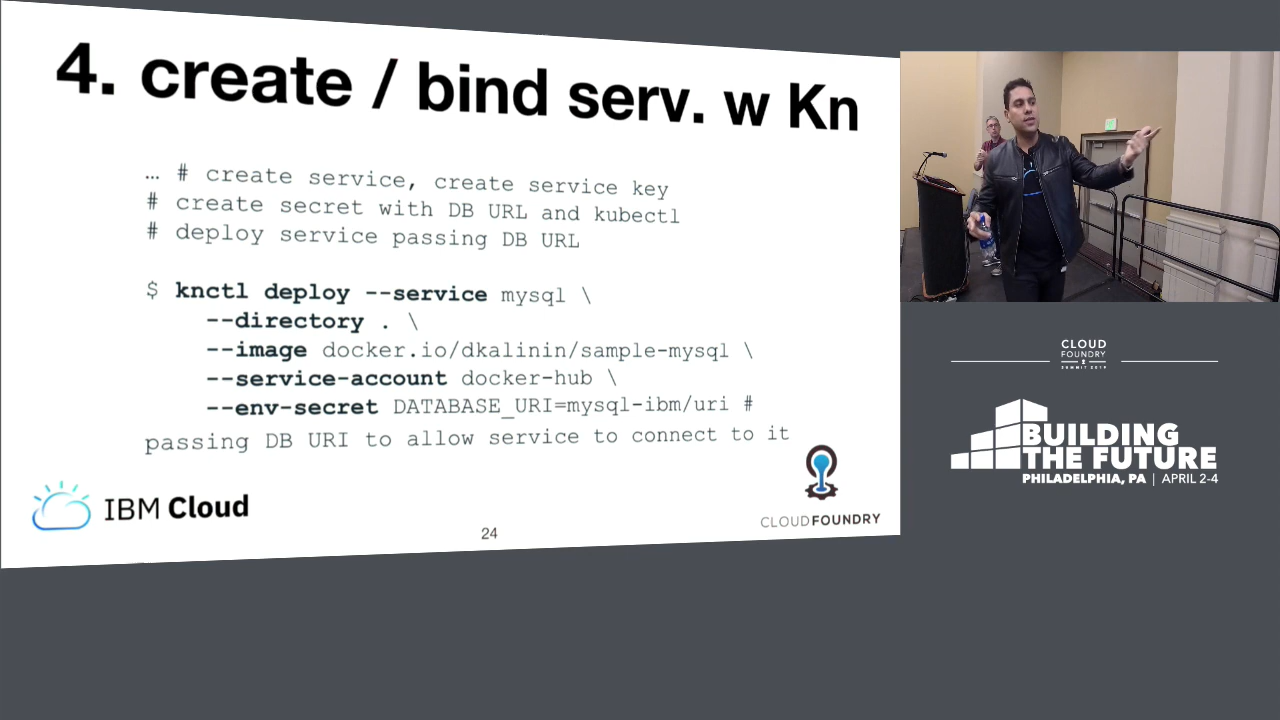 4. create / bind serv. w Kn
… # create service, create service key
# create secret with DB URL and kubectl
# deploy service passing DB URL
$ knctl deploy --service mysql \
--directory . \
--image docker.io/dkalinin/sample-mysql \
--service-account docker-hub \
--env-secret DATABASE_URI=mysql-ibm/uri #
passing DB URI to allow service to connect to it
IBM Cloud
24
CLOUDFOUNDRY
CLOUD
FOUNDRY
SUMMIT 2019
BUILDING
THE FUTURE
PHILADELPHIA, PA | APRIL 2-4